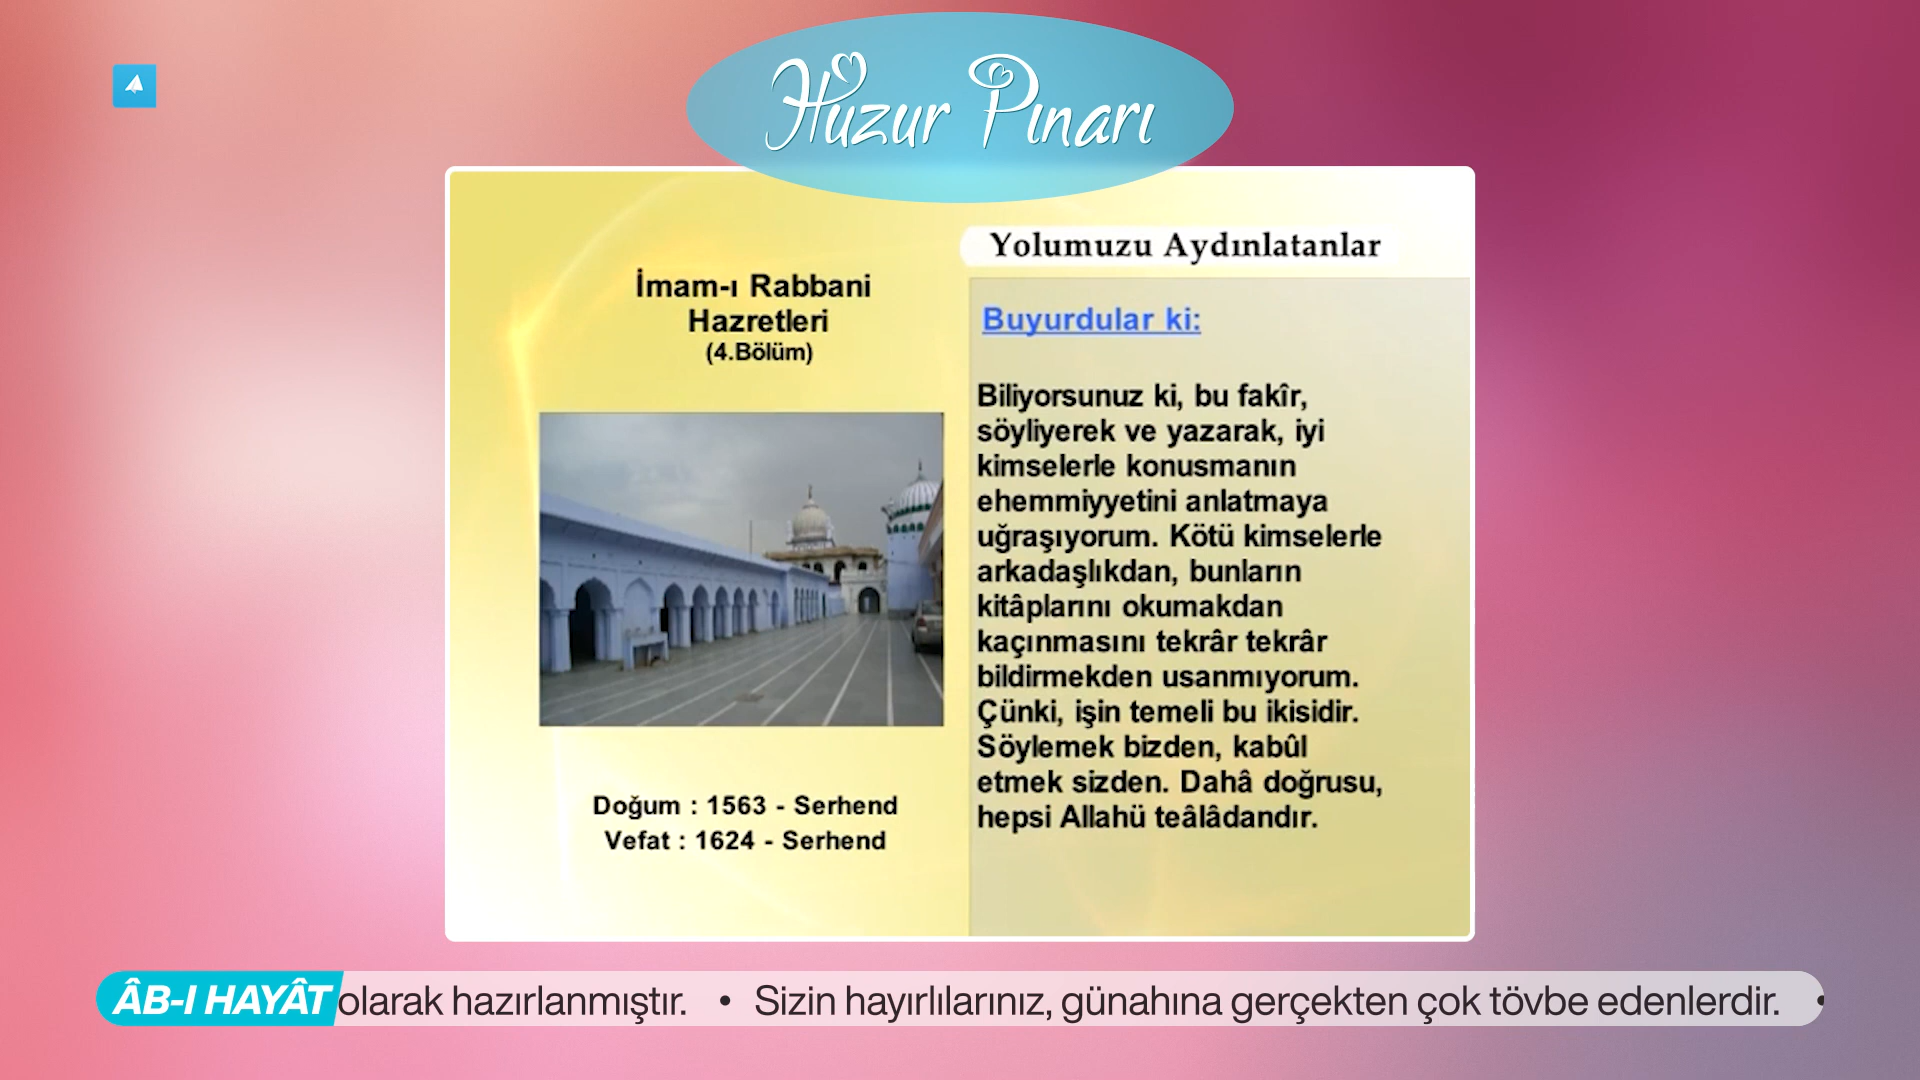 Huzur Pınarı
Yolumuzu Aydınlatanlar
İmam-ı Rabbani
Hazretleri
(4.Bölüm)
Doğum : 1563 - Serhend
Vefat : 1624 - Serhend
Buyurdular ki:
Biliyorsunuz ki, bu fakîr,
söyliyerek ve yazarak, iyi
kimselerle konusmanın
ehemmiyyetini anlatmaya
uğraşıyorum. Kötü kimselerle
arkadaşlıkdan, bunların
kitâplarını okumakdan
kaçınmasını tekrâr tekrâr
bildirmekden usanmıyorum.
Çünki, işin temeli bu ikisidir.
Söylemek bizden, kabûl
etmek sizden. Dahâ doğrusu,
hepsi Allahü teâlâdandır.
ÂB-I HAYÂT olarak hazırlanmıştır. • Sizin hayırlılarınız, günahına gerçekten çok tövbe edenlerdir. •